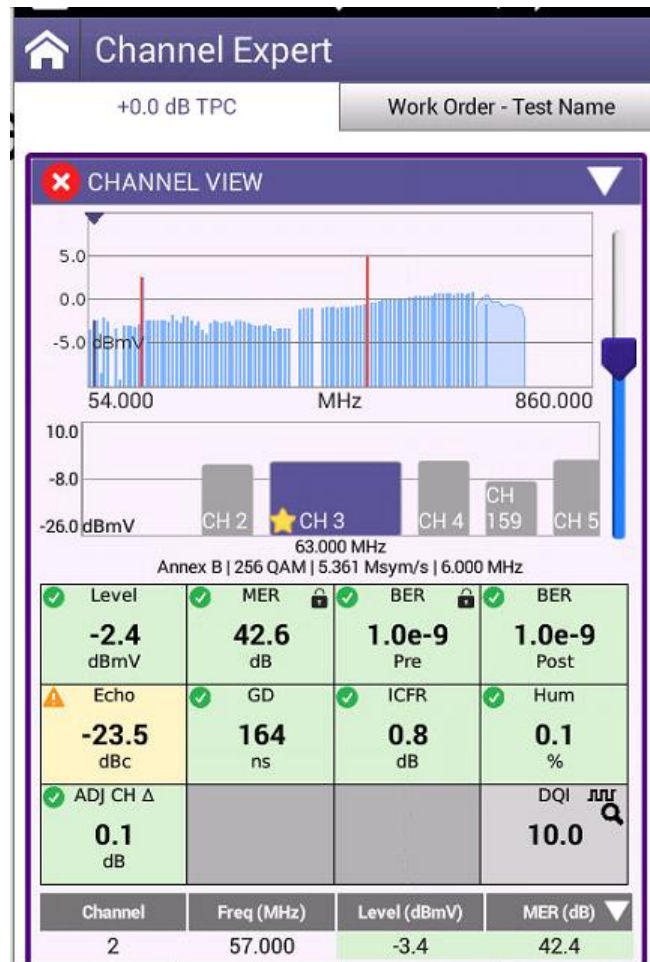 Channel Expert
+0.0 dB TPC
Work Order - Test Name
CHANNEL VIEW
5.0
0.0
-5.0 dBmV
54.000 MHz 860.000
10.0
-8.0
-26.0 dBmV
CH 2
CH 3
CH 4
CH 159
CH 5
63.000 MHz
Annex B | 256 QAM | 5.361 Msym/s | 6.000 MHz
Level MER BER BER
-2.4 42.6 1.0e-9 1.0e-9
dBmV dB Pre Post
Echo GD ICFR Hum
-23.5 164 0.8 0.1
dBc ns dB %
ADJ CH Δ DQI
0.1 10.0
dB
Channel Freq (MHz) Level (dBmV) MER (dB)
2 57.000 -3.4 42.4